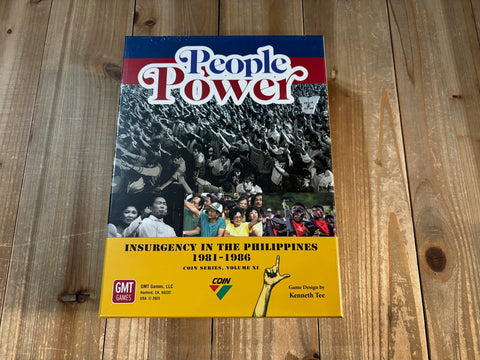 People
Power
INSURGENCY IN THE PHILIPPINES
1981-1986
COIN SERIES, VOLUME XI
GMT
GAMES
GMT Games, LLC
Hanford, CA, 93232
USA © 2023
COIN
Game Design by
Kenneth Tee